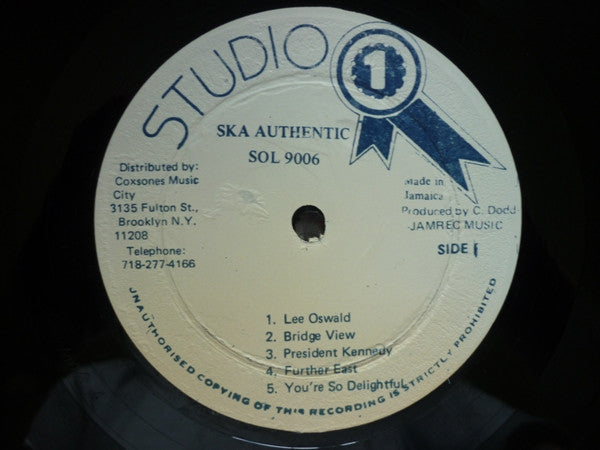 STUDIO
1
SKA AUTHENTIC
SOL 9006
Distributed by:
Coxsones Music
City
3135 Fulton St.,
Brooklyn N.Y.
11208
Telephone:
718-277-4166
Made in
Jamaica
Produced by C. Dodd
JAMREC MUSIC
SIDE 1
1. Lee Oswald
2. Bridge View
3. President Kennedy
4. Further East
5. You're So Delightful
UNAUTHORISED COPYING OF THIS RECORDING IS STRICTLY PROHIBITED